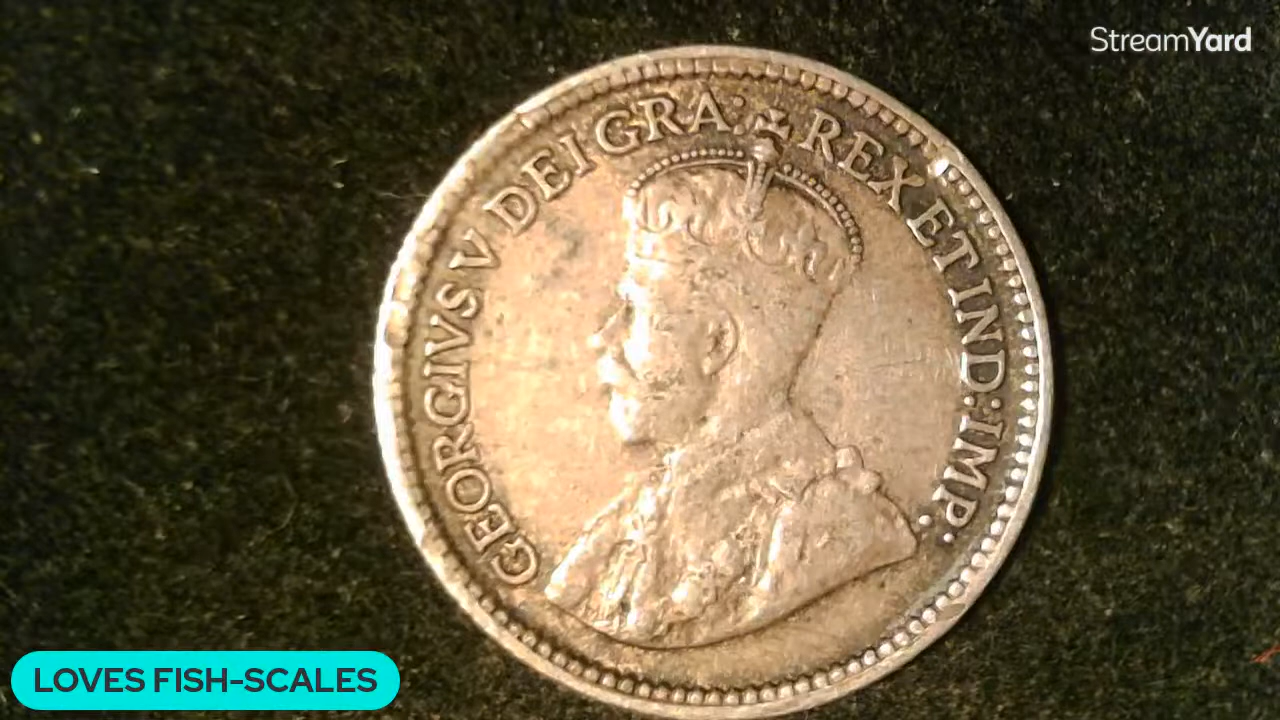 StreamYard
GEORGIVS V DEI GRA: REX ET IND: IMP:
LOVES FISH-SCALES